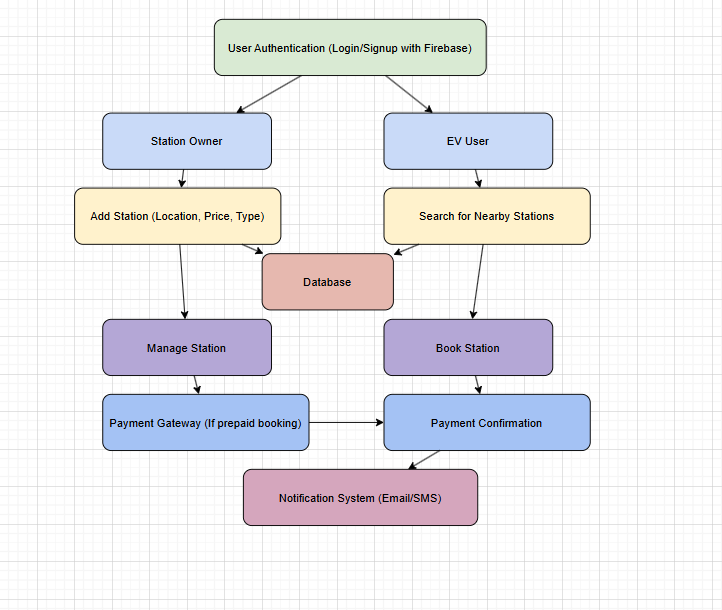 User Authentication (Login/Signup with Firebase)
Station Owner
EV User
Add Station (Location, Price, Type)
Search for Nearby Stations
Database
Manage Station
Book Station
Payment Gateway (If prepaid booking)
Payment Confirmation
Notification System (Email/SMS)